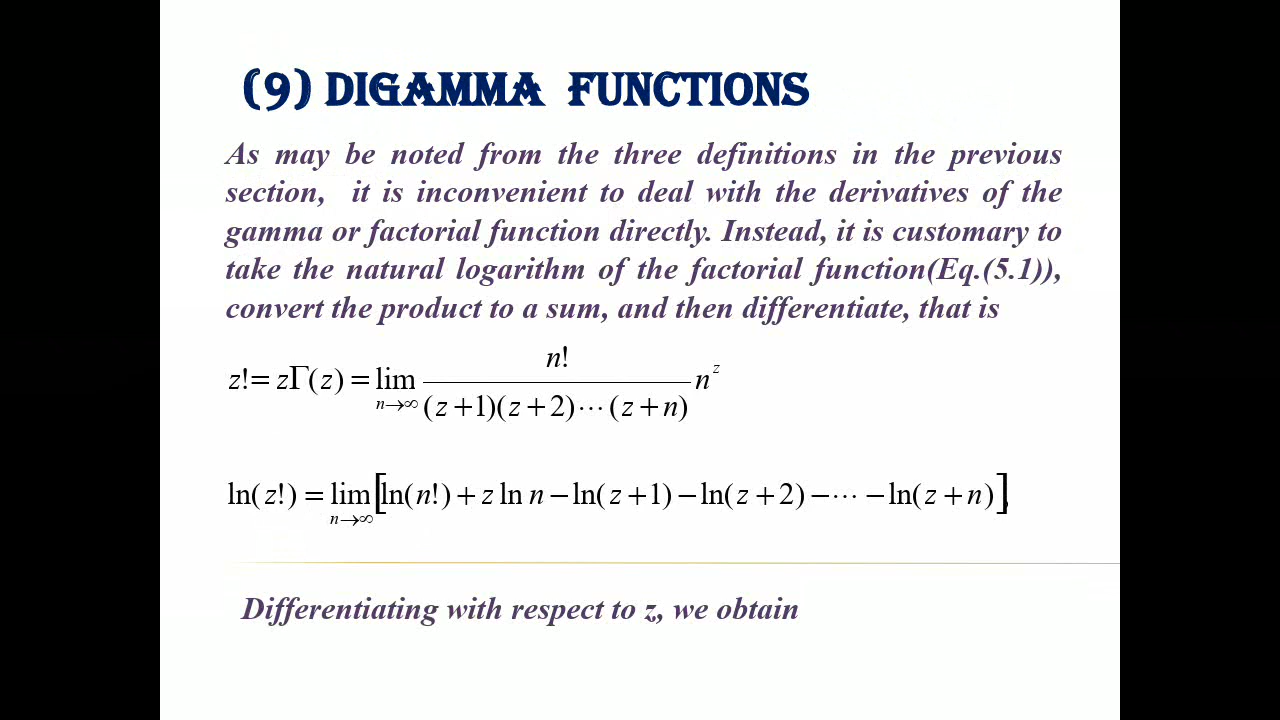 (9) DIGAMMA FUNCTIONS
As may be noted from the three definitions in the previous
section, it is inconvenient to deal with the derivatives of the
gamma or factorial function directly. Instead, it is customary to
take the natural logarithm of the factorial function(Eq.(5.1)),
convert the product to a sum, and then differentiate, that is
z!= zΓ(z) = lim n→∞ n! / (z+1)(z+2)⋯(z+n) n^z
ln(z!) = lim n→∞ [ln(n!) + z ln n − ln(z+1) − ln(z+2) − ⋯ − ln(z+n)],
Differentiating with respect to z, we obtain